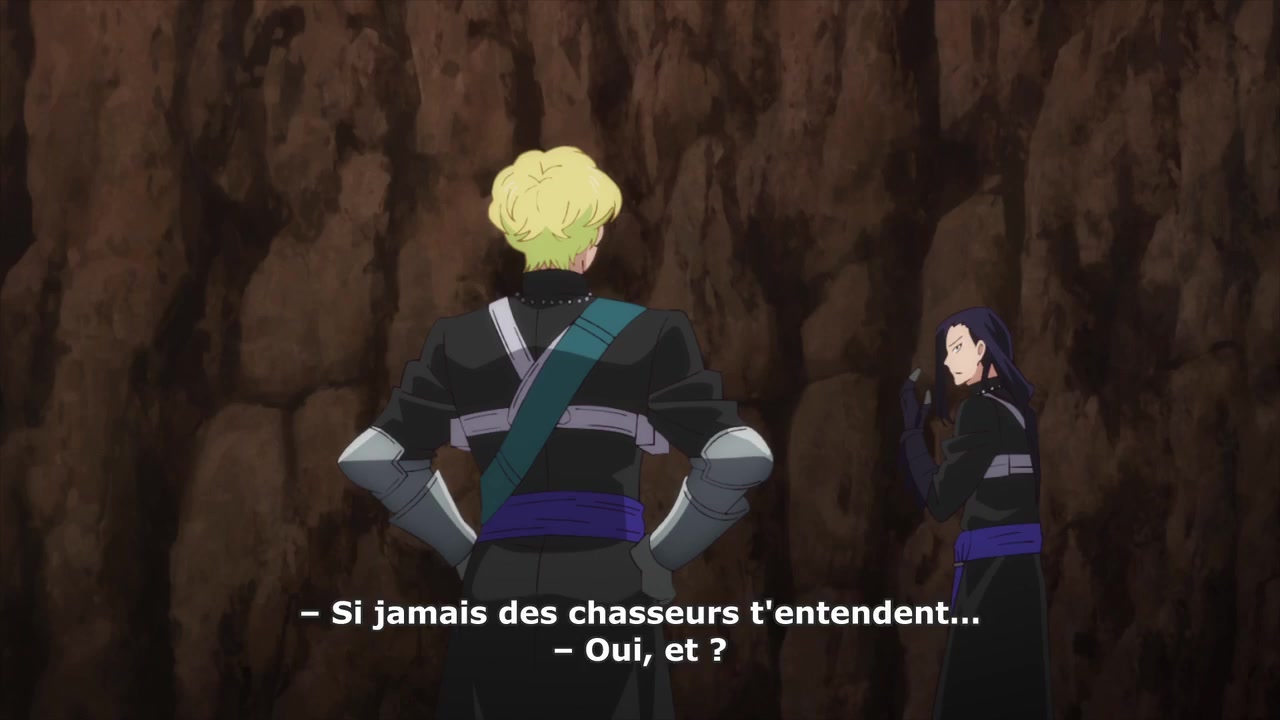 – Si jamais des chasseurs t'entendent...
– Oui, et ?